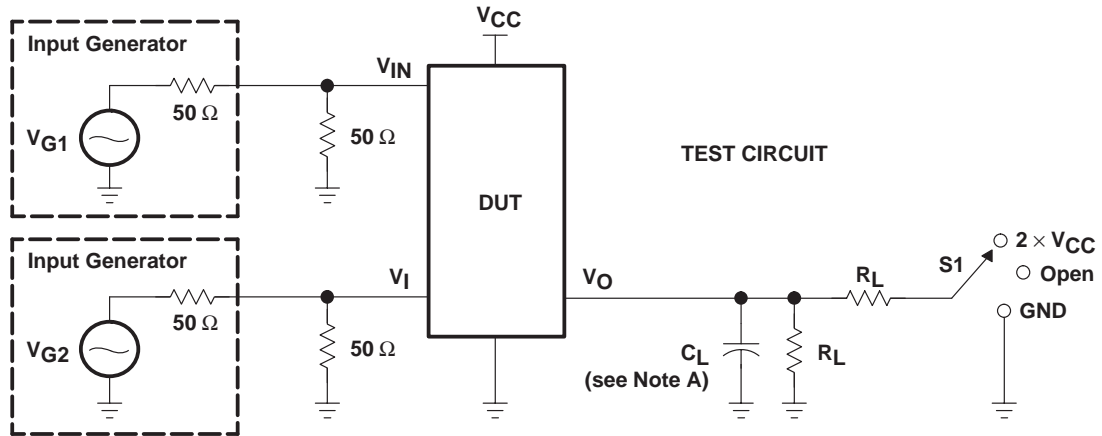 Input Generator
50 Ω
VG1
VIN
50 Ω
VCC
DUT
TEST CIRCUIT
Input Generator
50 Ω
VG2
VI
50 Ω
VO
CL
(see Note A)
RL
RL
S1
2 × VCC
Open
GND